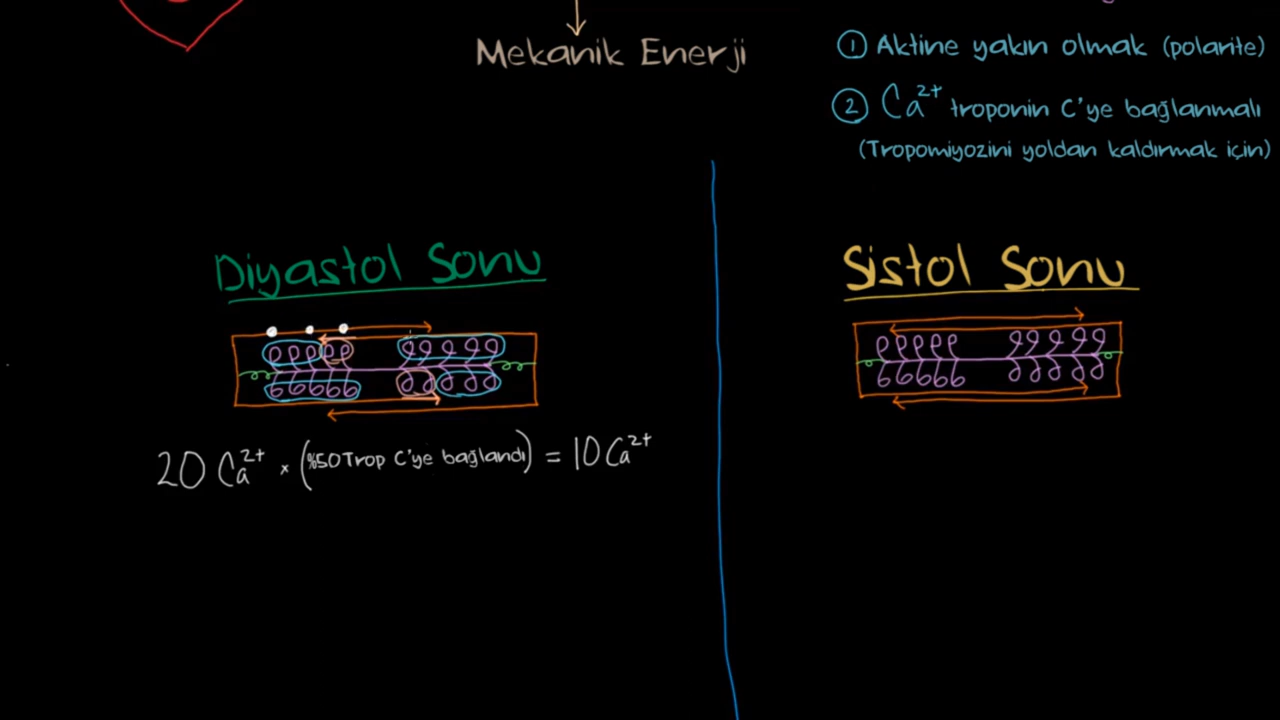 Mekanik Enerji
① Aktine yakın olmak (polarite)
② Ca²⁺ troponin C'ye bağlanmalı
(Tropomiyozini yoldan kaldırmak için)
Diyastol Sonu
Sistol Sonu
20 Ca²⁺ × (%50 Trop C'ye bağlandı) = 10 Ca²⁺